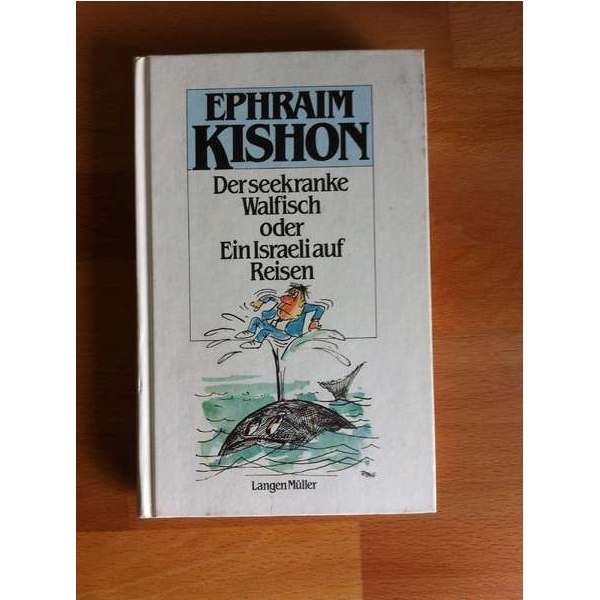 EPHRAIM
KISHON
Der seekranke
Walfisch
oder
Ein Israeli auf
Reisen
Langen Müller